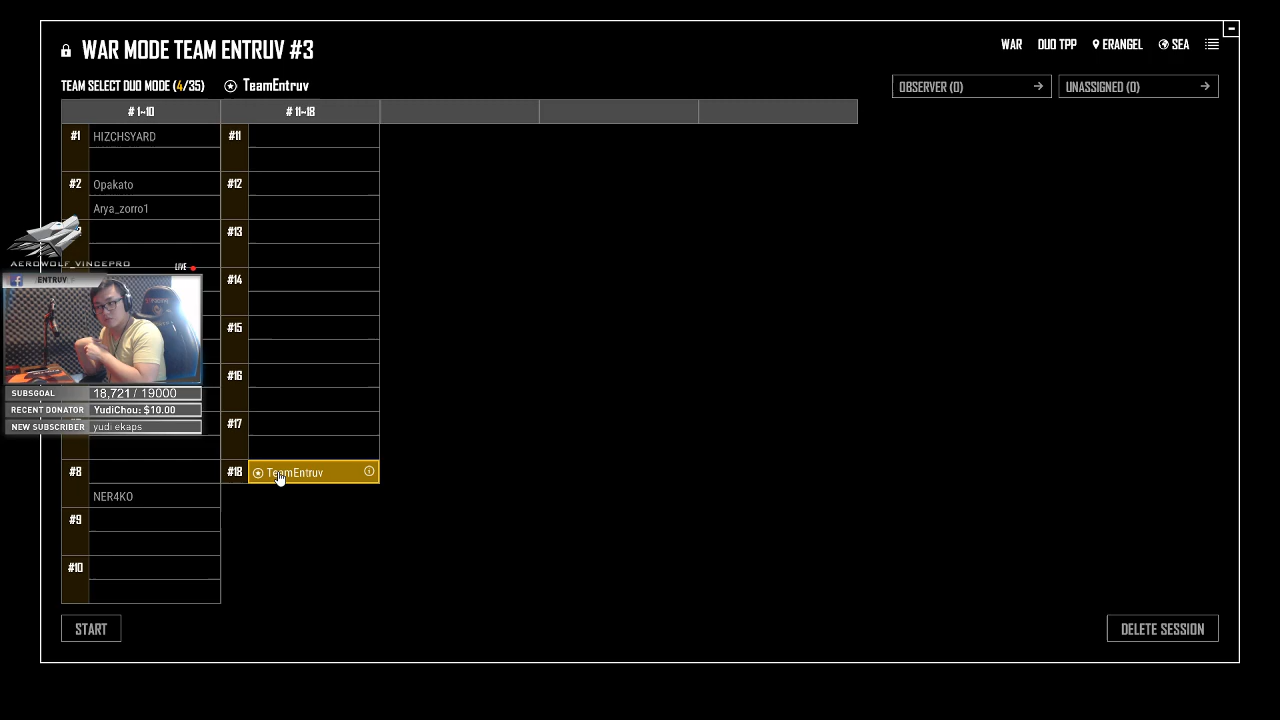 WAR MODE TEAM ENTRUV #3
WAR DUO TPP ERANGEL SEA
TEAM SELECT DUO MODE (4/35) TeamEntruv
OBSERVER (0) UNASSIGNED (0)
# 1~10 # 11~18
#1 HIZCHSYARD #11
#2 Opakato #12
Arya_zorro1
#13
AEROWOLF_VINCEPRO
LIVE
ENTRUV
#14
#15
#16
SUBSGOAL 18,721 / 19000
RECENT DONATOR YudiChou: $10.00
NEW SUBSCRIBER yudi ekaps
#17
#8 #18 TeamEntruv
NER4KO
#9
#10
START DELETE SESSION